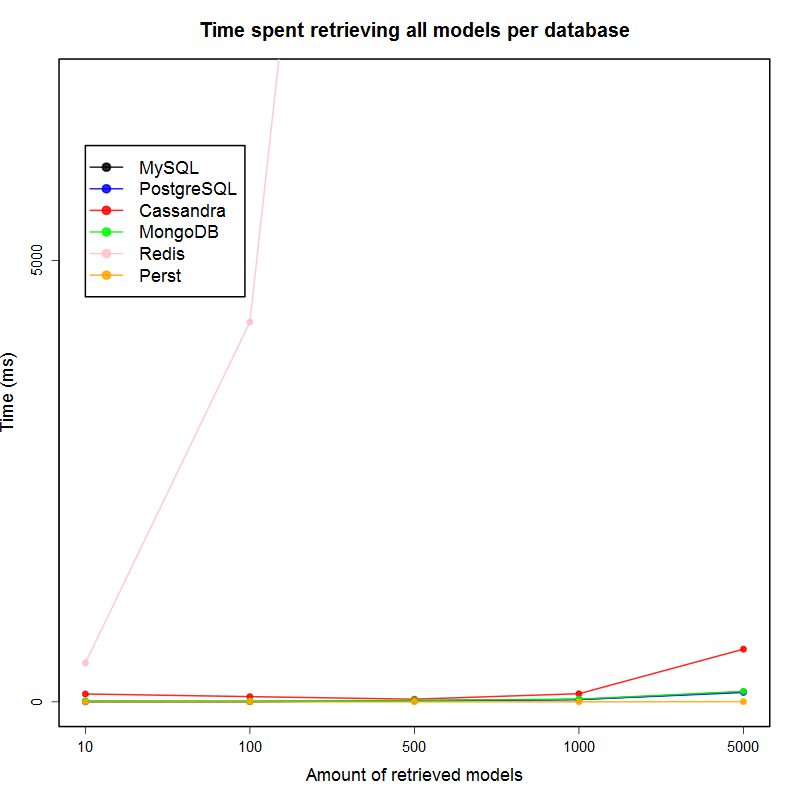 Time spent retrieving all models per database
MySQL
PostgreSQL
Cassandra
MongoDB
Redis
Perst
5000
0
Time (ms)
10 100 500 1000 5000
Amount of retrieved models